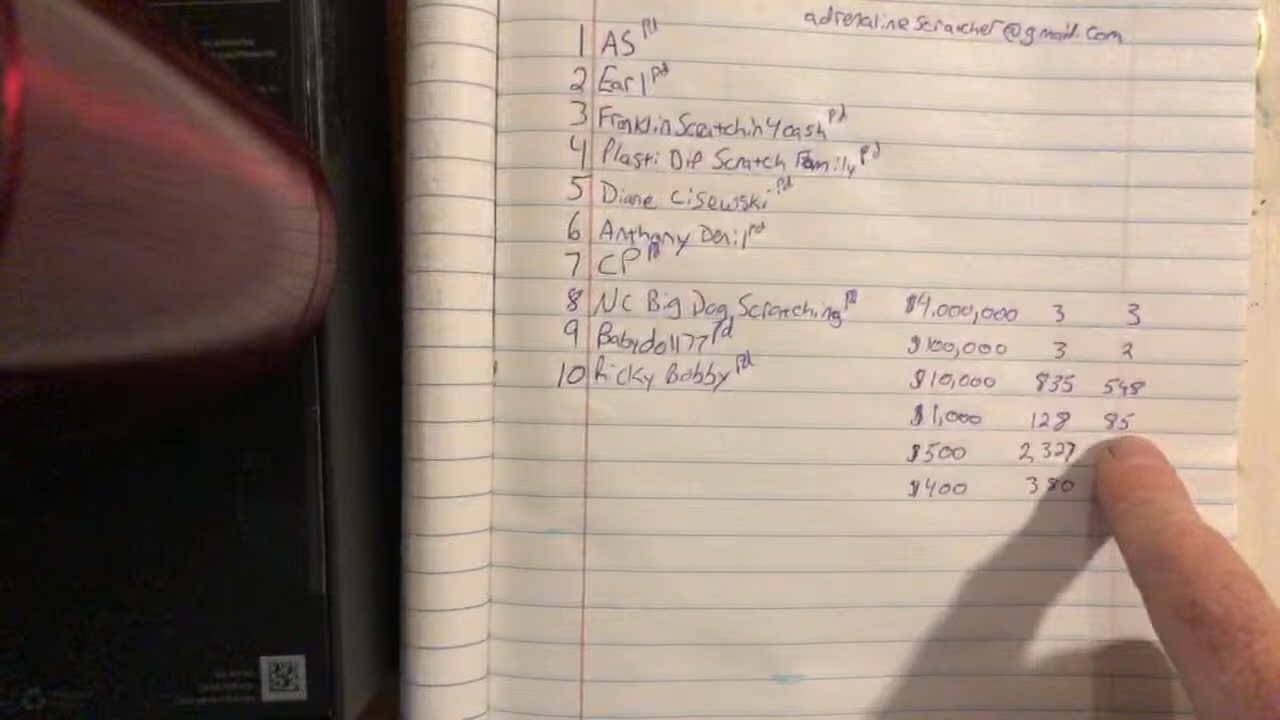 adrenalinescratcher@gmail.com
1 AS pd
2 Earl pd
3 FranklinScratchin4cash pd
4 Plasti Dip Scratch Family pd
5 Diane Cisewski pd
6 Anthony Devil pd
7 CP pd
8 NC Big Dog Scratching pd $4,000,000 3 3
9 Babydoll77 pd $100,000 3 2
10 Ricky Bobby pd $10,000 835 548
$1,000 128 85
$500 2,327
$400 380